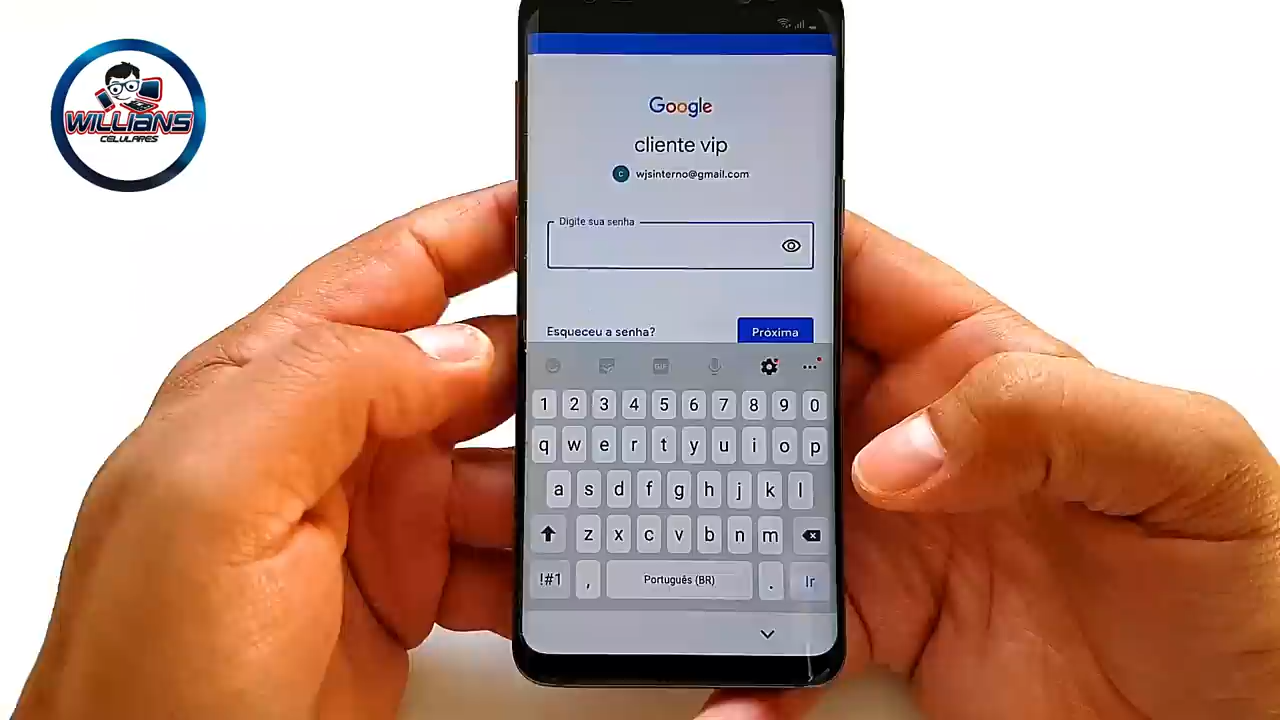 WILLIANS
CELULARES
Google
cliente vip
c wjsinterno@gmail.com
Digite sua senha
Esqueceu a senha?
Próxima
GIF
1 2 3 4 5 6 7 8 9 0
q w e r t y u i o p
a s d f g h j k l
z x c v b n m
!#1 , Português (BR) . Ir